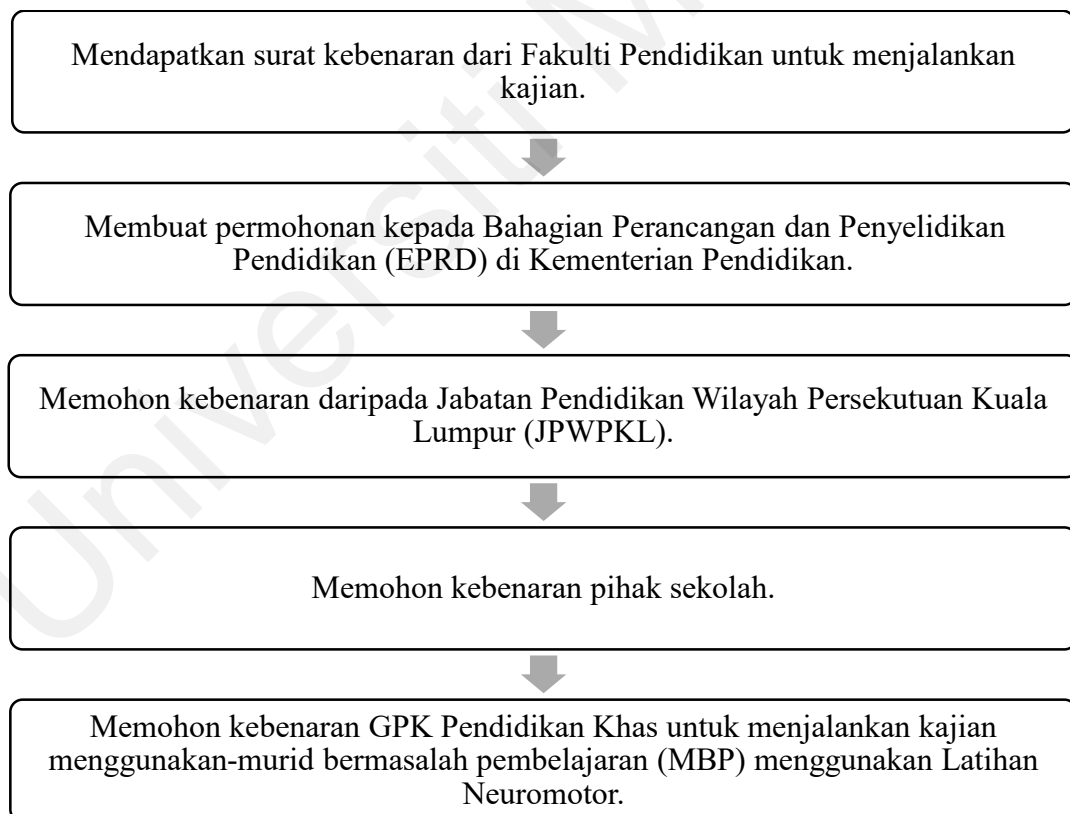 Mendapatkan surat kebenaran dari Fakulti Pendidikan untuk menjalankan
kajian.
Membuat permohonan kepada Bahagian Perancangan dan Penyelidikan
Pendidikan (EPRD) di Kementerian Pendidikan.
Memohon kebenaran daripada Jabatan Pendidikan Wilayah Persekutuan Kuala
Lumpur (JPWPKL).
Memohon kebenaran pihak sekolah.
Memohon kebenaran GPK Pendidikan Khas untuk menjalankan kajian
menggunakan-murid bermasalah pembelajaran (MBP) menggunakan Latihan
Neuromotor.
Universiti M